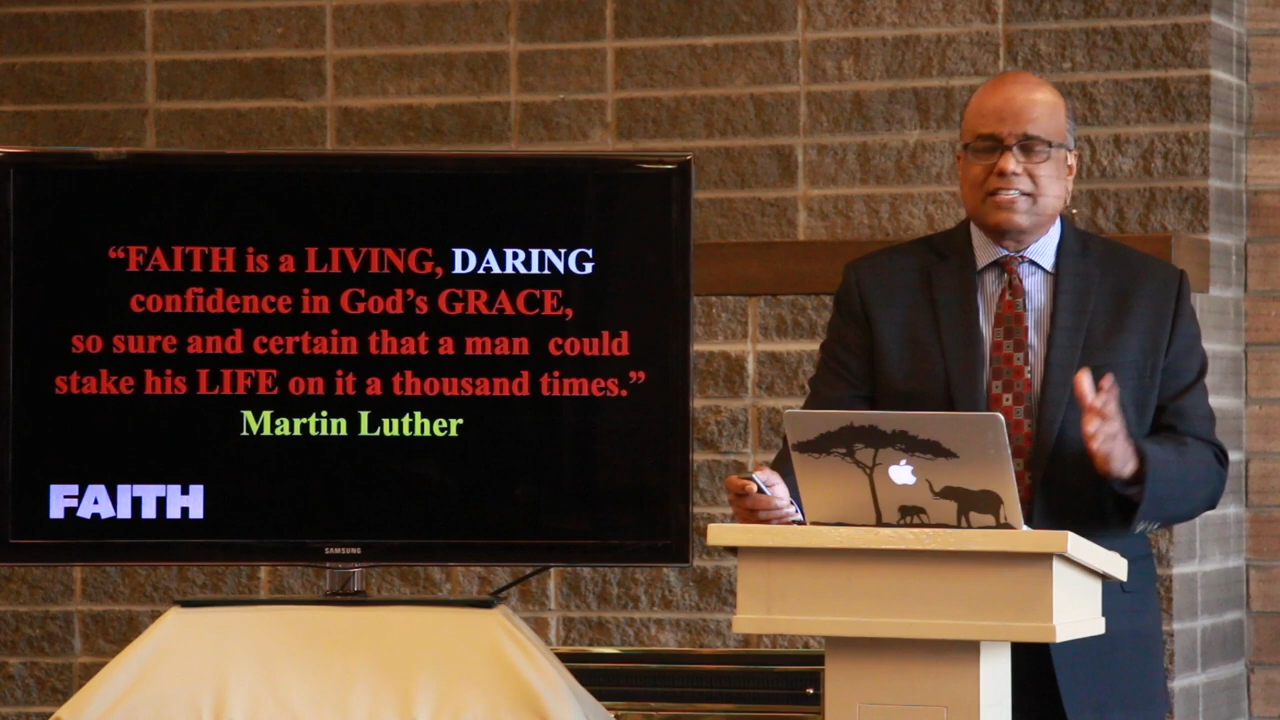 “FAITH is a LIVING, DARING
confidence in God’s GRACE,
so sure and certain that a man could
stake his LIFE on it a thousand times.”
Martin Luther
FAITH
SAMSUNG